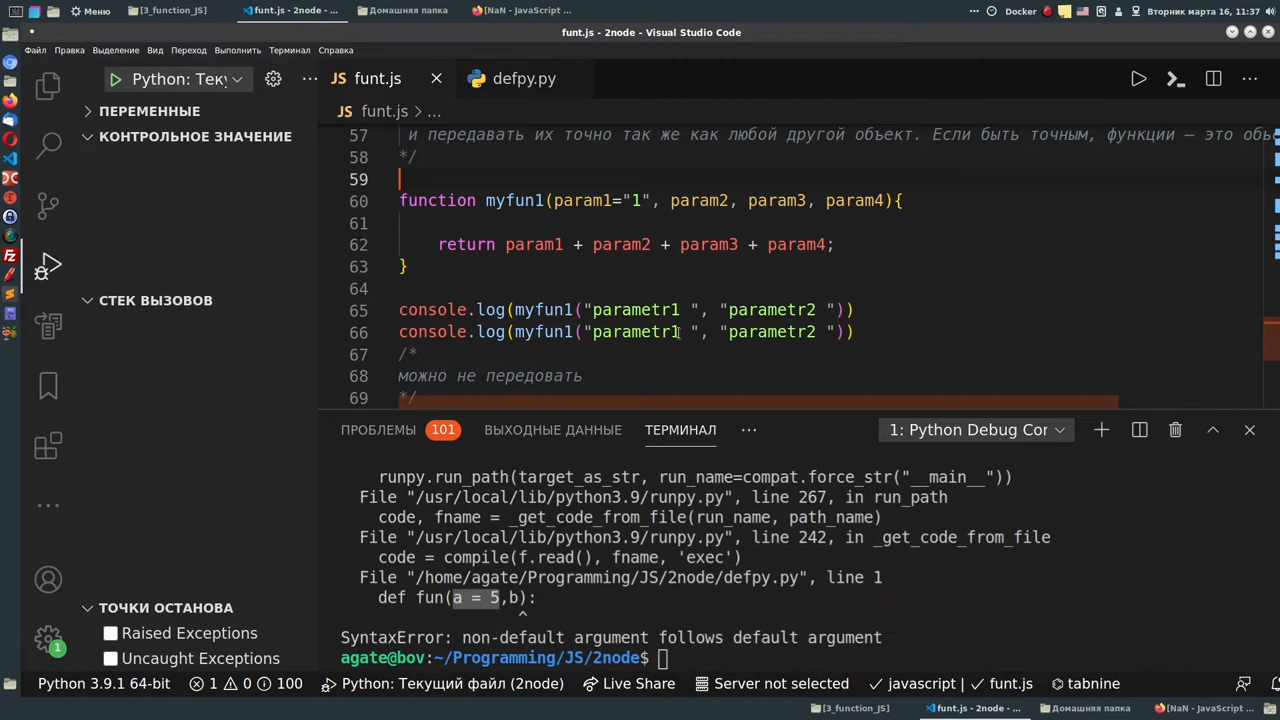 Меню
[3_function_JS]
funt.js - 2node - ...
Домашняя папка
[NaN - JavaScript ...
Docker
Вторник марта 16, 11:37
funt.js - 2node - Visual Studio Code
Файл Правка Выделение Вид Переход Выполнить Терминал Справка
Python: Теку
JS funt.js
defpy.py
ПЕРЕМЕННЫЕ
JS funt.js > ...
КОНТРОЛЬНОЕ ЗНАЧЕНИЕ
57 и передавать их точно так же как любой другой объект. Если быть точным, функции — это объ
58 */
59
60 function myfun1(param1="1", param2, param3, param4){
61
62 return param1 + param2 + param3 + param4;
63 }
64
65 console.log(myfun1("parametr1 ", "parametr2 "))
66 console.log(myfun1("parametr1 ", "parametr2 "))
67 /*
68 можно не передовать
69 */
СТЕК ВЫЗОВОВ
ПРОБЛЕМЫ 101 ВЫХОДНЫЕ ДАННЫЕ ТЕРМИНАЛ ... 1: Python Debug Cor
runpy.run_path(target_as_str, run_name=compat.force_str("__main__"))
File "/usr/local/lib/python3.9/runpy.py", line 267, in run_path
code, fname = _get_code_from_file(run_name, path_name)
File "/usr/local/lib/python3.9/runpy.py", line 242, in _get_code_from_file
code = compile(f.read(), fname, 'exec')
File "/home/agate/Programming/JS/2node/defpy.py", line 1
def fun(a = 5,b):
^
SyntaxError: non-default argument follows default argument
agate@bov:~/Programming/JS/2node$
ТОЧКИ ОСТАНОВА
Raised Exceptions
Uncaught Exceptions
1
Python 3.9.1 64-bit 1 0 100 Python: Текущий файл (2node) Live Share Server not selected javascript | funt.js tabnine
[3_function_JS]
funt.js - 2node - ...
Домашняя папка
[NaN - JavaScript ...